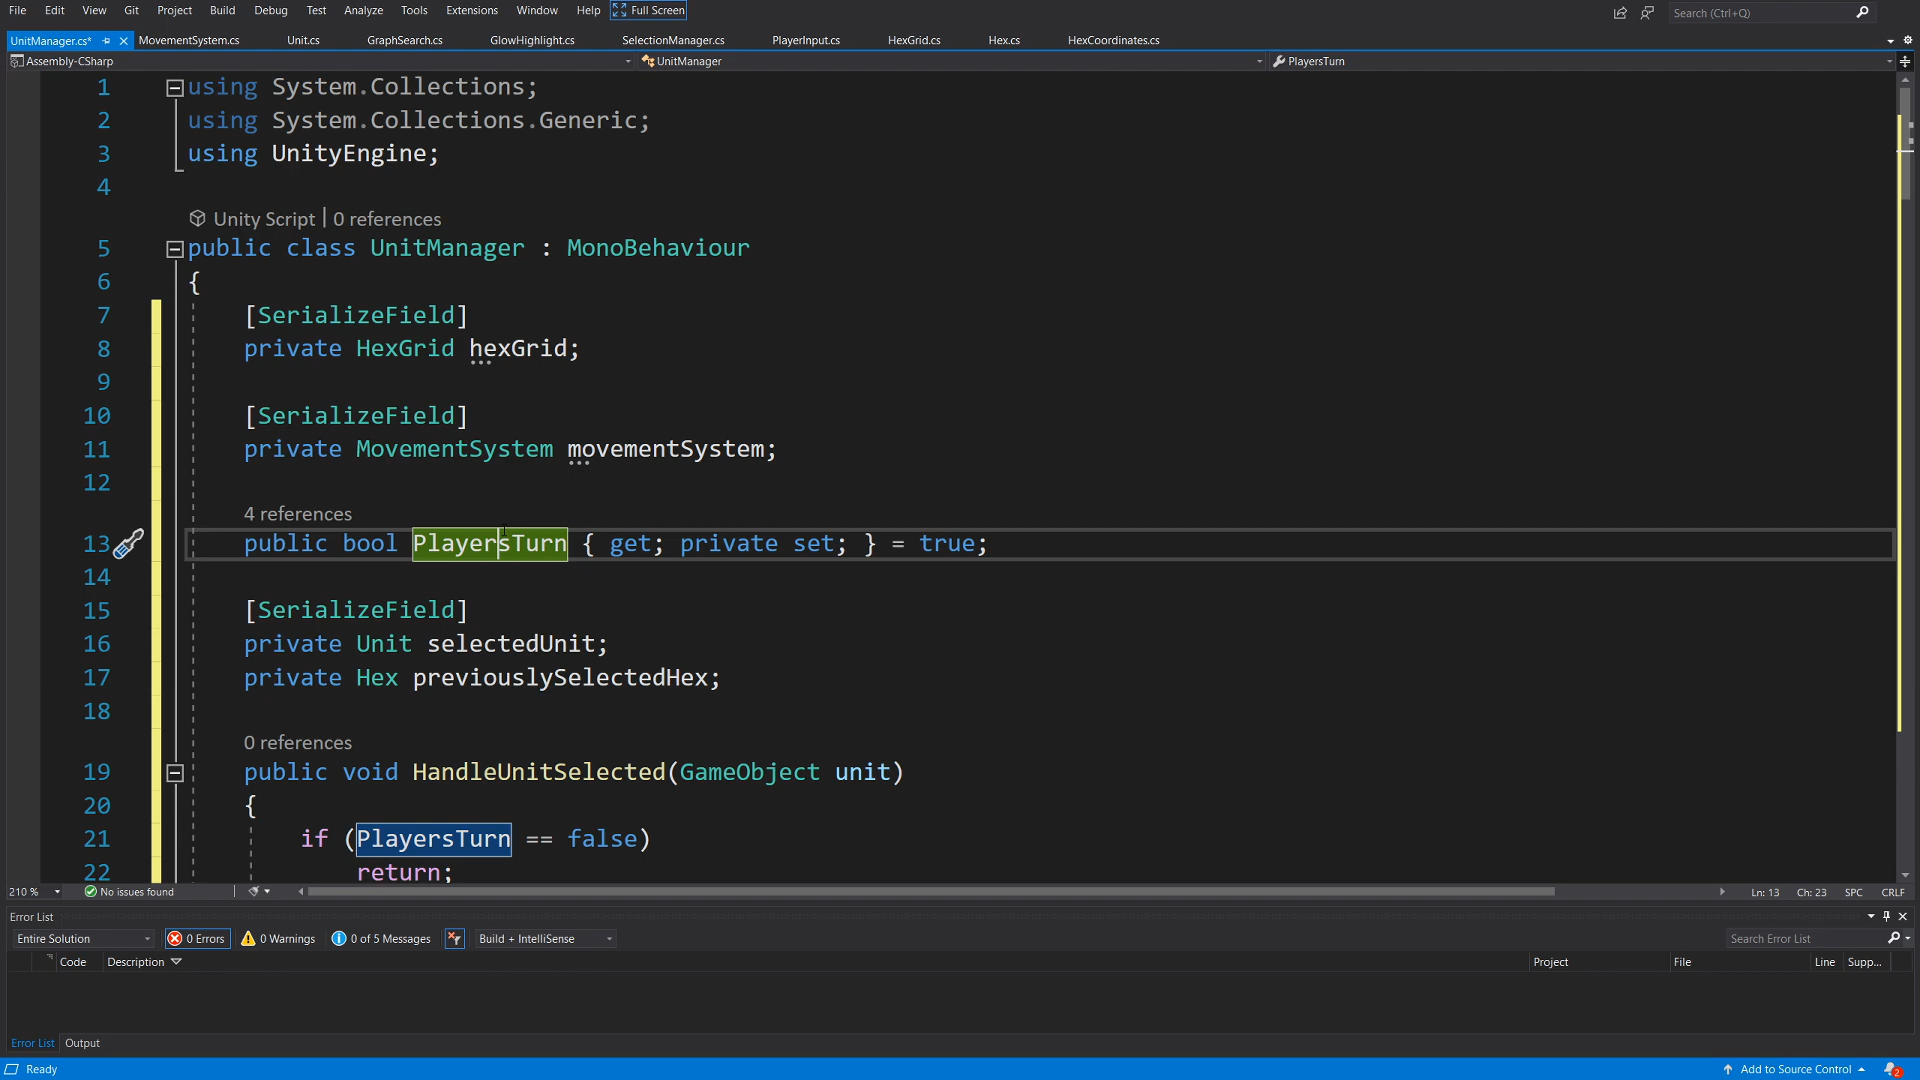 File Edit View Git Project Build Debug Test Analyze Tools Extensions Window Help Full Screen Search (Ctrl+Q)
UnitManager.cs* MovementSystem.cs Unit.cs GraphSearch.cs GlowHighlight.cs SelectionManager.cs PlayerInput.cs HexGrid.cs Hex.cs HexCoordinates.cs
Assembly-CSharp UnitManager PlayersTurn
1 using System.Collections;
2 using System.Collections.Generic;
3 using UnityEngine;
4
Unity Script | 0 references
5 public class UnitManager : MonoBehaviour
6 {
7 [SerializeField]
8 private HexGrid hexGrid;
9
10 [SerializeField]
11 private MovementSystem movementSystem;
12
4 references
13 public bool PlayersTurn { get; private set; } = true;
14
15 [SerializeField]
16 private Unit selectedUnit;
17 private Hex previouslySelectedHex;
18
0 references
19 public void HandleUnitSelected(GameObject unit)
20 {
21 if (PlayersTurn == false)
22 return;
210 % No issues found Ln: 13 Ch: 23 SPC CRLF
Error List
Entire Solution 0 Errors 0 Warnings 0 of 5 Messages Build + IntelliSense Search Error List
Code Description Project File Line Supp...
Error List Output
Ready Add to Source Control 2